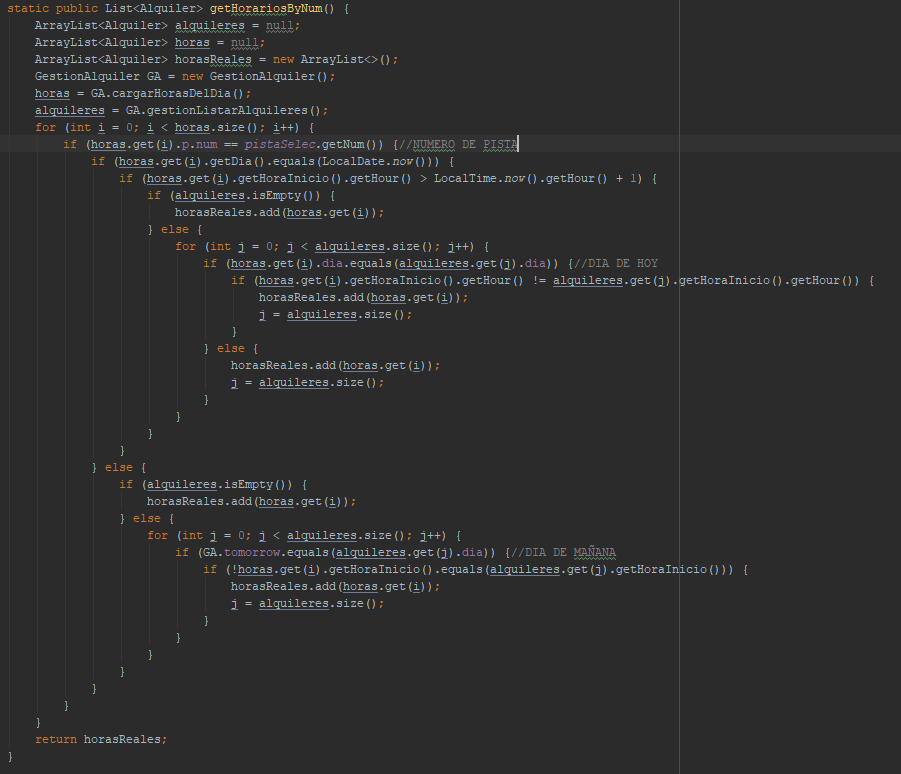 static public List<Alquiler> getHorariosByNum() {
ArrayList<Alquiler> alquileres = null;
ArrayList<Alquiler> horas = null;
ArrayList<Alquiler> horasReales = new ArrayList<>();
GestionAlquiler GA = new GestionAlquiler();
horas = GA.cargarHorasDelDia();
alquileres = GA.gestionListarAlquileres();
for (int i = 0; i < horas.size(); i++) {
if (horas.get(i).p.num == pistaSelec.getNum()) {//NUMERO DE PISTA
if (horas.get(i).getDia().equals(LocalDate.now())) {
if (horas.get(i).getHoraInicio().getHour() > LocalTime.now().getHour() + 1) {
if (alquileres.isEmpty()) {
horasReales.add(horas.get(i));
} else {
for (int j = 0; j < alquileres.size(); j++) {
if (horas.get(i).dia.equals(alquileres.get(j).dia)) {//DIA DE HOY
if (horas.get(i).getHoraInicio().getHour() != alquileres.get(j).getHoraInicio().getHour()) {
horasReales.add(horas.get(i));
j = alquileres.size();
}
} else {
horasReales.add(horas.get(i));
j = alquileres.size();
}
}
}
}
} else {
if (alquileres.isEmpty()) {
horasReales.add(horas.get(i));
} else {
for (int j = 0; j < alquileres.size(); j++) {
if (GA.tomorrow.equals(alquileres.get(j).dia)) {//DIA DE MAÑANA
if (!horas.get(i).getHoraInicio().equals(alquileres.get(j).getHoraInicio())) {
horasReales.add(horas.get(i));
j = alquileres.size();
}
}
}
}
}
}
}
return horasReales;
}